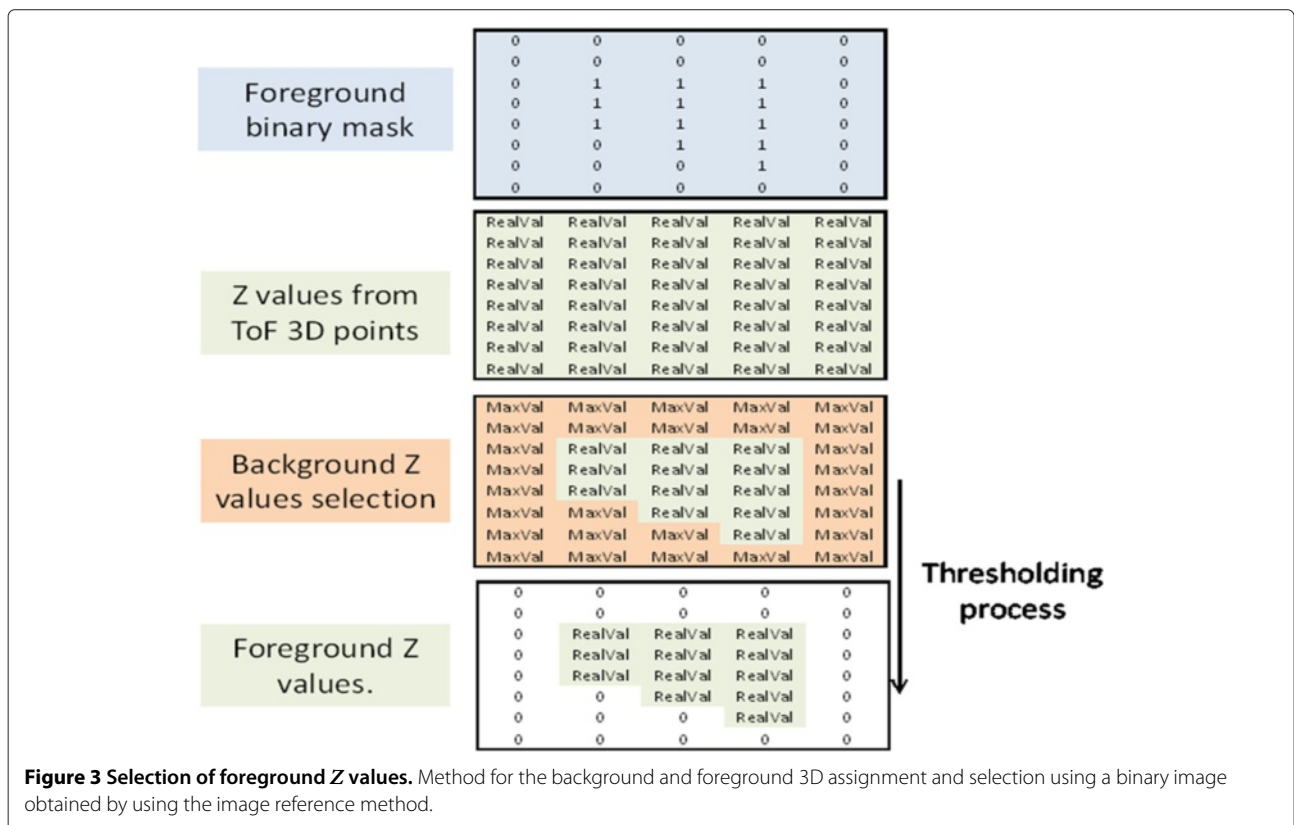 Foreground
binary mask
0 0 0 0 0
0 0 0 0 0
0 1 1 1 0
0 1 1 1 0
0 1 1 1 0
0 0 1 1 0
0 0 0 1 0
0 0 0 0 0
Z values from
ToF 3D points
RealVal RealVal RealVal RealVal RealVal
RealVal RealVal RealVal RealVal RealVal
RealVal RealVal RealVal RealVal RealVal
RealVal RealVal RealVal RealVal RealVal
RealVal RealVal RealVal RealVal RealVal
RealVal RealVal RealVal RealVal RealVal
RealVal RealVal RealVal RealVal RealVal
RealVal RealVal RealVal RealVal RealVal
Background Z
values selection
MaxVal MaxVal MaxVal MaxVal MaxVal
MaxVal MaxVal MaxVal MaxVal MaxVal
MaxVal RealVal RealVal RealVal MaxVal
MaxVal RealVal RealVal RealVal MaxVal
MaxVal RealVal RealVal RealVal MaxVal
MaxVal MaxVal RealVal RealVal MaxVal
MaxVal MaxVal MaxVal RealVal MaxVal
MaxVal MaxVal MaxVal MaxVal MaxVal
Thresholding
process
Foreground Z
values.
0 0 0 0 0
0 0 0 0 0
0 RealVal RealVal RealVal 0
0 RealVal RealVal RealVal 0
0 RealVal RealVal RealVal 0
0 0 RealVal RealVal 0
0 0 0 RealVal 0
0 0 0 0 0
Figure 3 Selection of foreground Z values. Method for the background and foreground 3D assignment and selection using a binary image
obtained by using the image reference method.